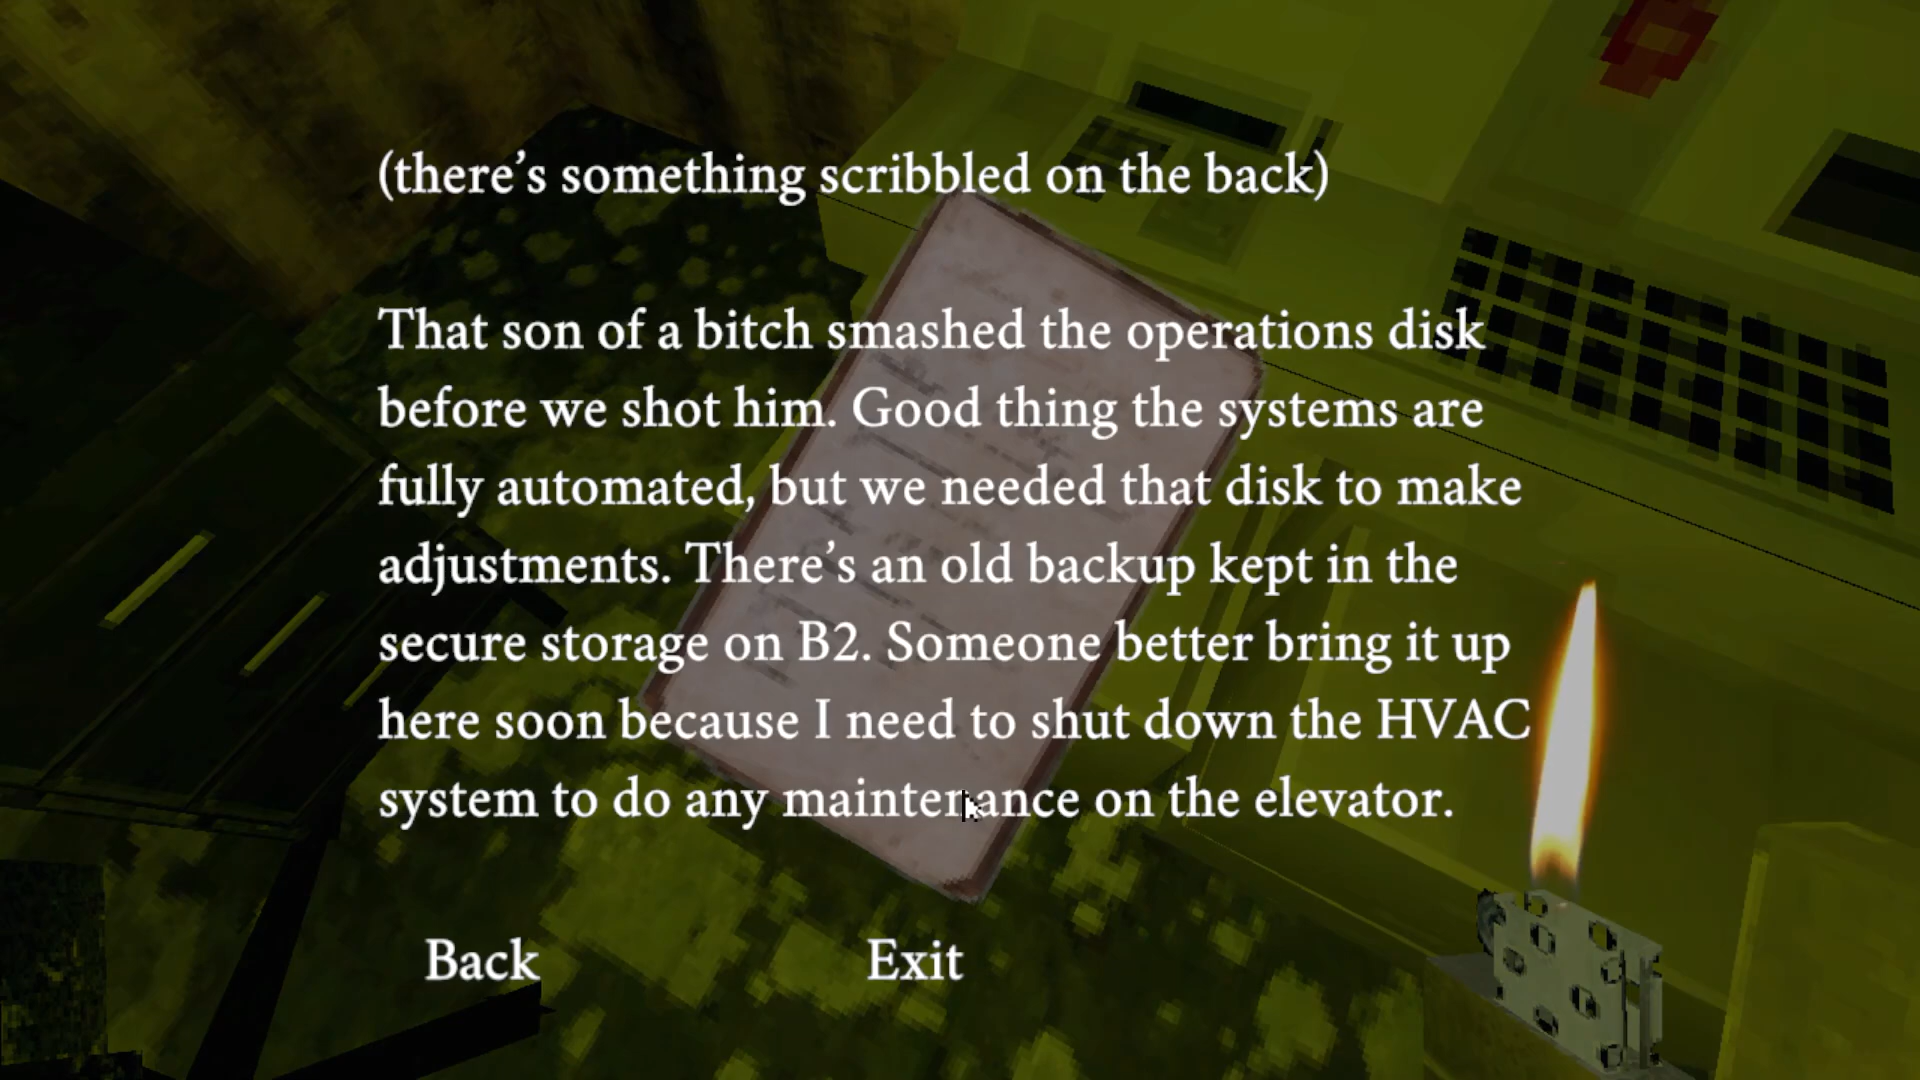 (there’s something scribbled on the back)
That son of a bitch smashed the operations disk
before we shot him. Good thing the systems are
fully automated, but we needed that disk to make
adjustments. There’s an old backup kept in the
secure storage on B2. Someone better bring it up
here soon because I need to shut down the HVAC
system to do any maintenance on the elevator.
Back
Exit